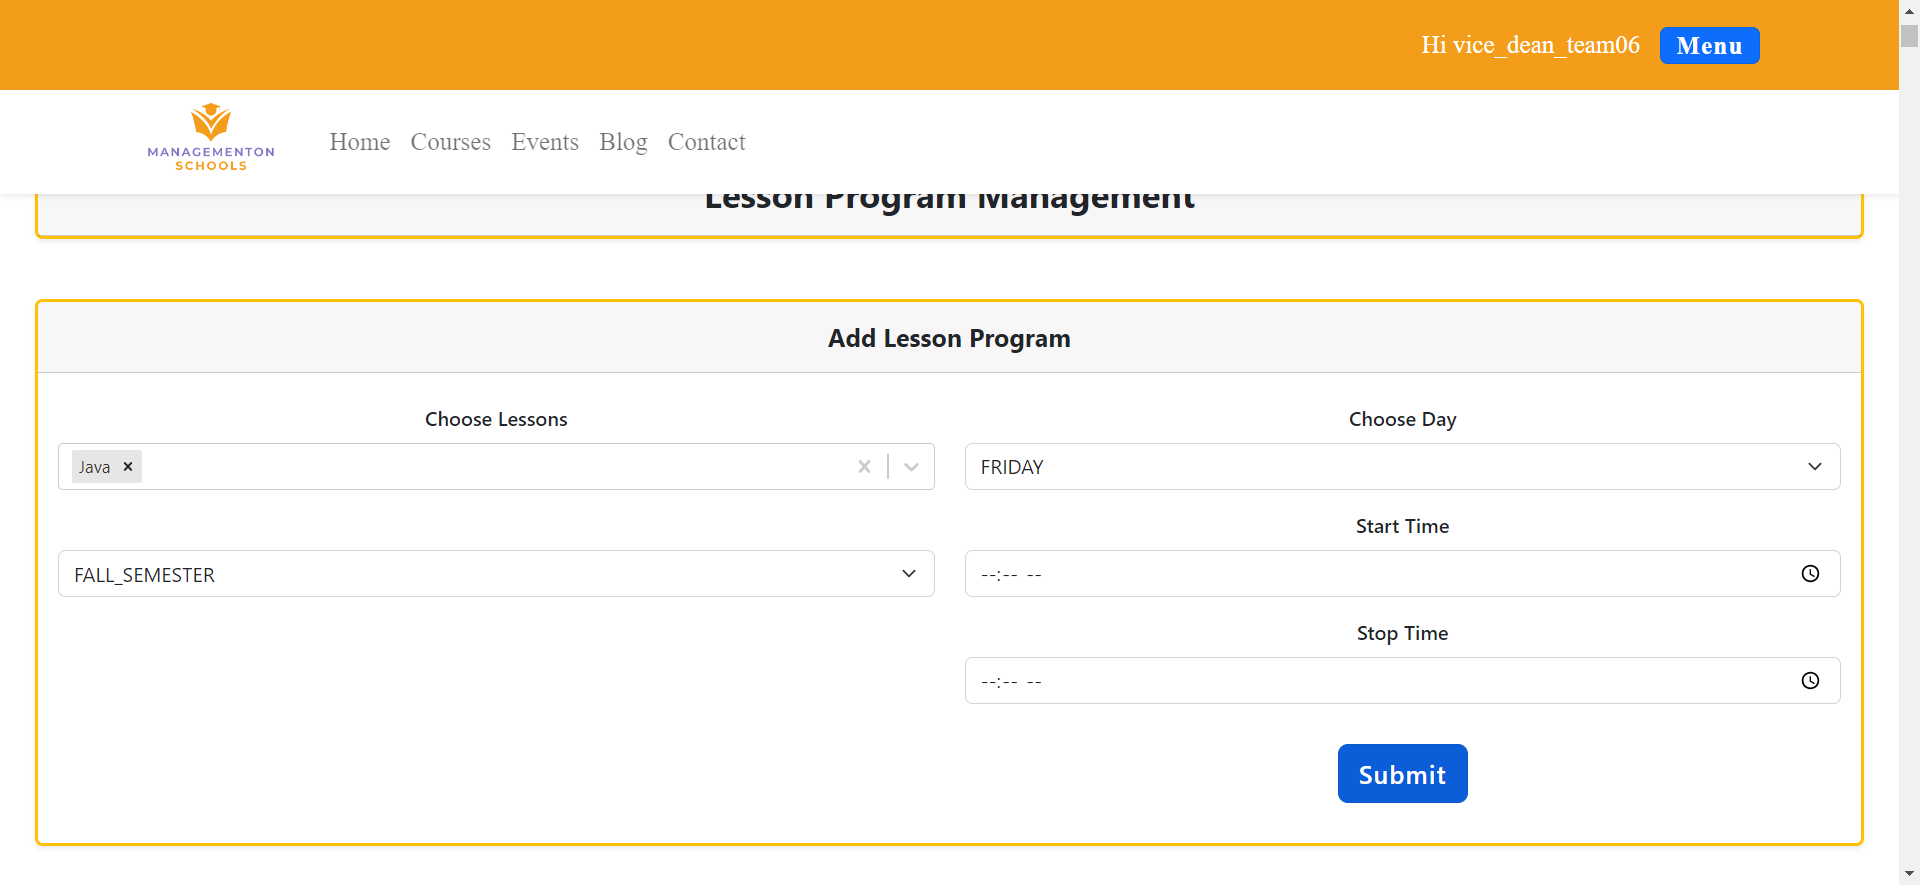 Hi vice_dean_team06 Menu
MANAGEMENTON
SCHOOLS
Home Courses Events Blog Contact
Lesson Program Management
Add Lesson Program
Choose Lessons
Choose Day
Java
FRIDAY
Start Time
FALL_SEMESTER
--:-- --
Stop Time
--:-- --
Submit